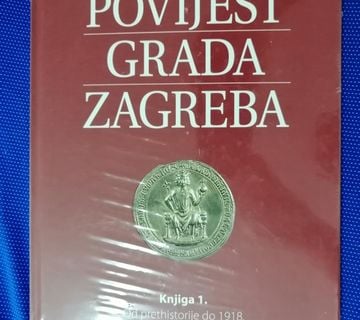 POVIJEST
GRADA
ZAGREBA
Knjiga 1.
Od prethistorije do 1918.